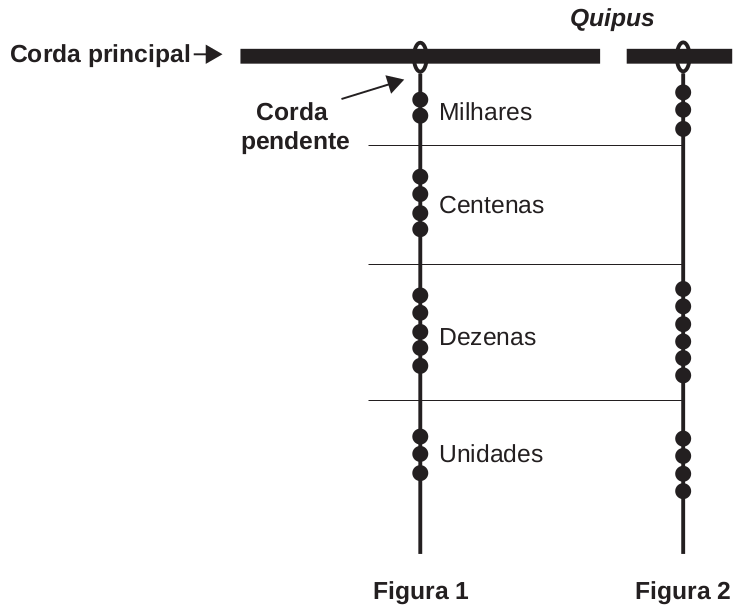 Quipus
Corda principal
Corda
pendente
Milhares
Centenas
Dezenas
Unidades
Figura 1
Figura 2